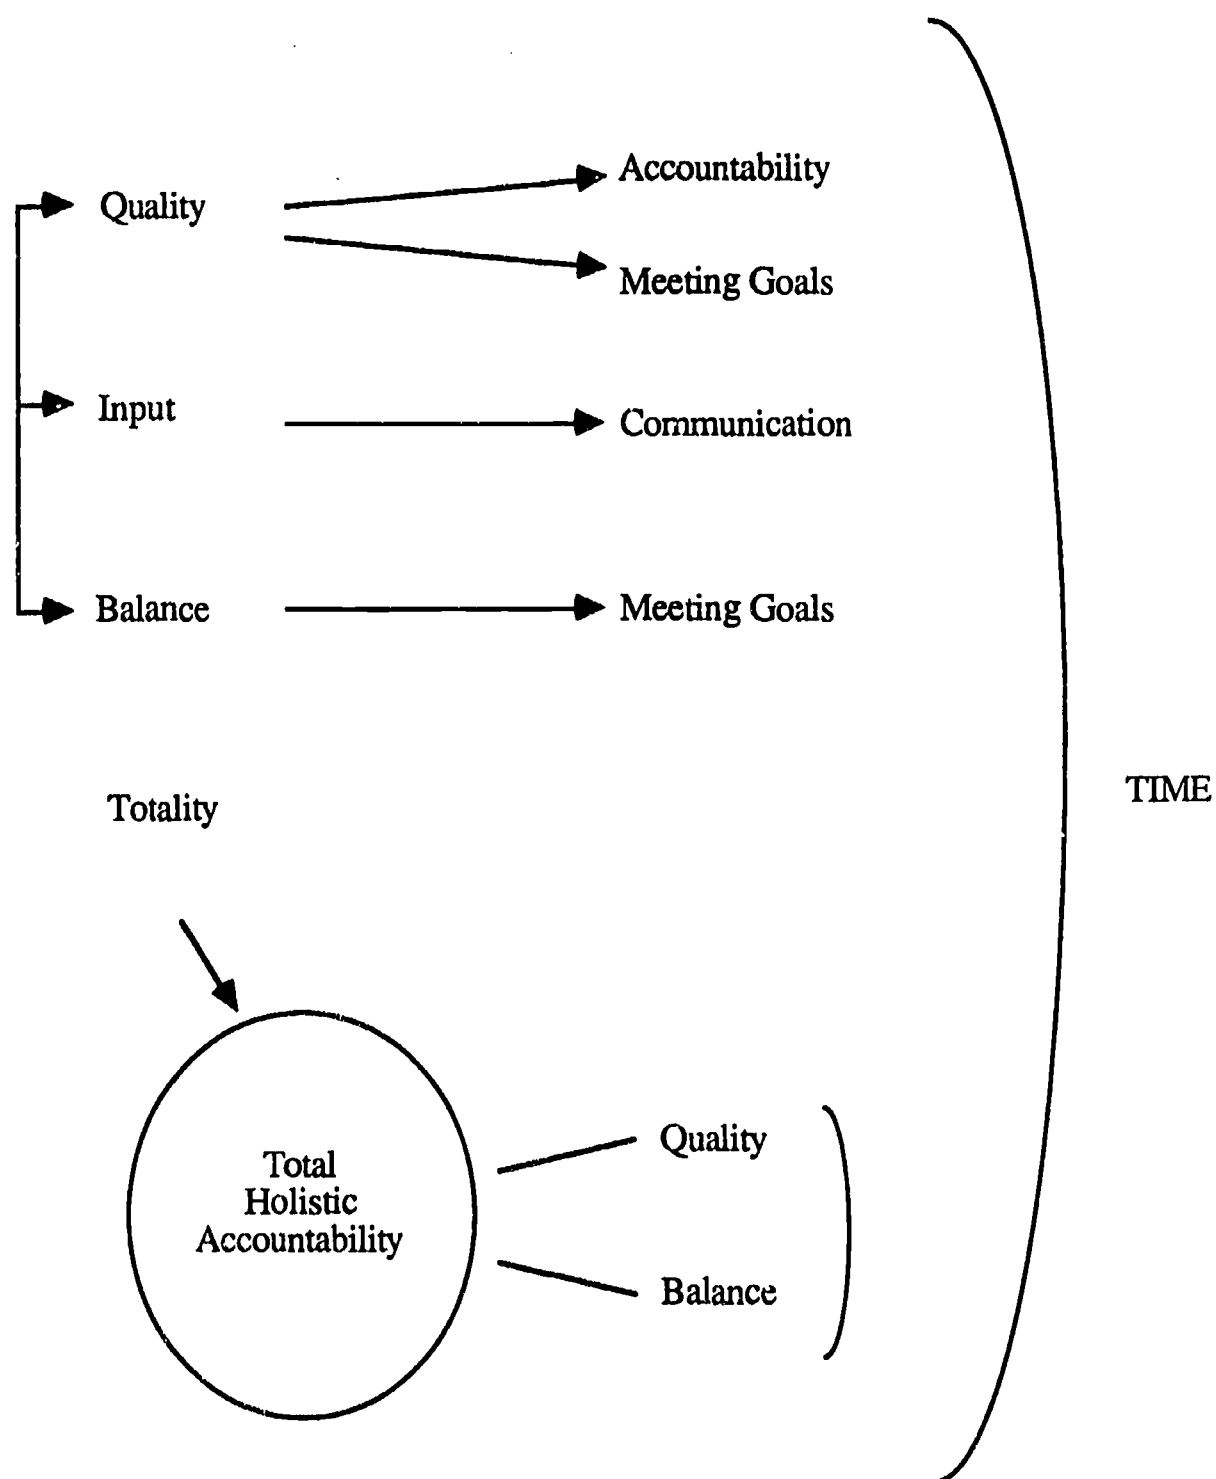 Accountability
Quality
Meeting Goals
Input
Communication
Balance
Meeting Goals
TIME
Totality
Quality
Total
Holistic
Accountability
Balance